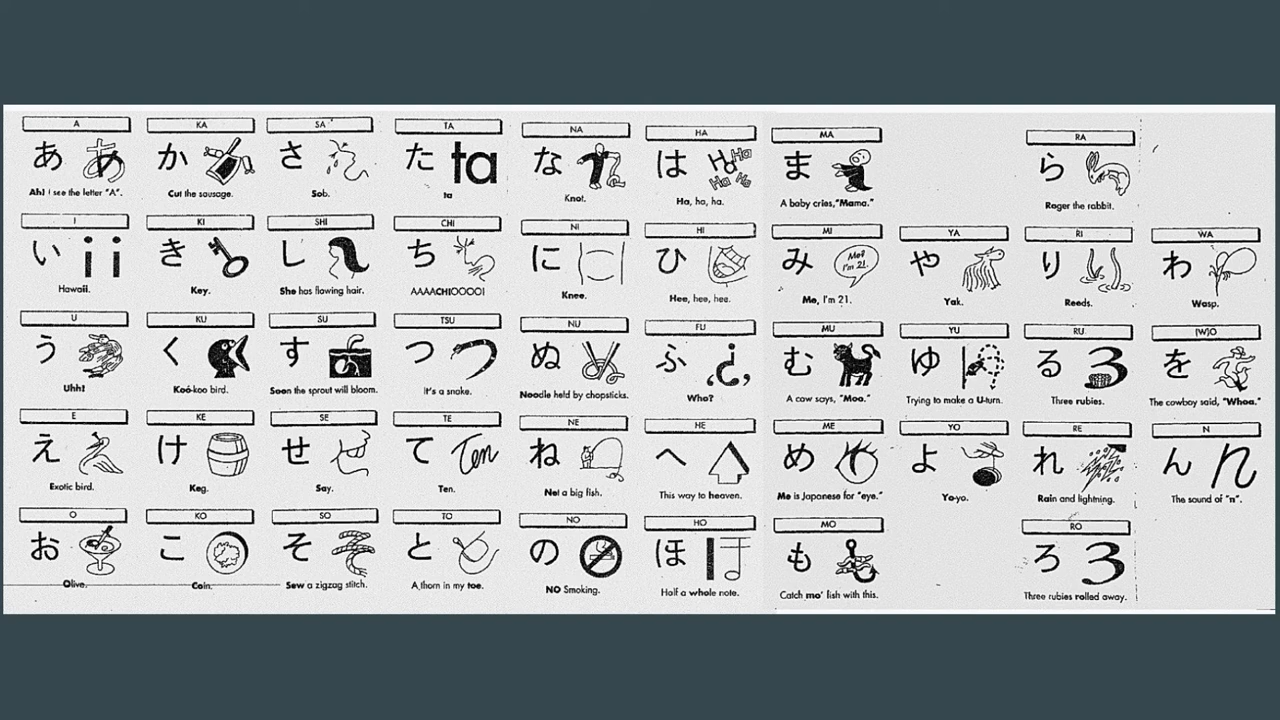 A KA SA TA NA HA MA RA
あ か さ た ta な は Ha Ha Ha Ha ま ら
Ah! I see the letter "A". Cut the sausage. Sob. ta Knot. Ha, ha, ha. A baby cries, "Mama." Roger the rabbit.
I KI SHI CHI NI HI MI YA RI WA
い ii き し ち に ひ み Me? I'm 21. や り わ
Hawaii. Key. She has flowing hair. AAAACHIOOOO! Knee. Hee, hee, hee. Me, I'm 21. Yak. Reeds. Wasp.
U KU SU TSU NU FU MU YU RU (W)O
う く す つ ぬ ふ む ゆ る を
Uhh! Koo-koo bird. Soon the sprout will bloom. It's a snake. Noodle held by chopsticks. Who? A cow says, "Moo." Trying to make a U-turn. Three rubies. The cowboy said, "Whoa."
E KE SE TE NE HE ME YO RE N
え け せ て Ten ね へ め よ れ ん n
Exotic bird. Keg. Say. Ten. Net a big fish. This way to heaven. Me is Japanese for "eye." Yo-yo. Rain and lightning. The sound of "n".
O KO SO TO NO HO MO RO
お こ そ と の ほ も ろ
Olive. Coin. Sew a zigzag stitch. A thorn in my toe. NO Smoking. Half a whole note. Catch mo' fish with this. Three rubies rolled away.